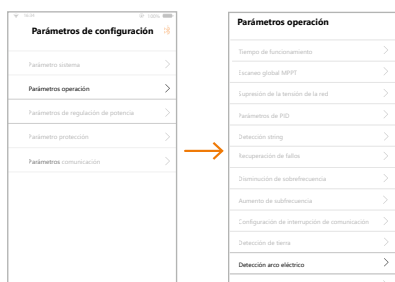 Parámetros de configuración
Parámetro sistema
Parámetros operación
Parámetros de regulación de potencia
Parámetro protección
Parámetros comunicación
Parámetros operación
Tiempo de funcionamiento
Escaneo global MPPT
Supresión de la tensión de la red
Parámetros de PID
Detección string
Recuperación de fallos
Disminución de sobrefrecuencia
Aumento de subfrecuencia
Configuración de interrupción de comunicación
Detección de tierra
Detección arco eléctrico